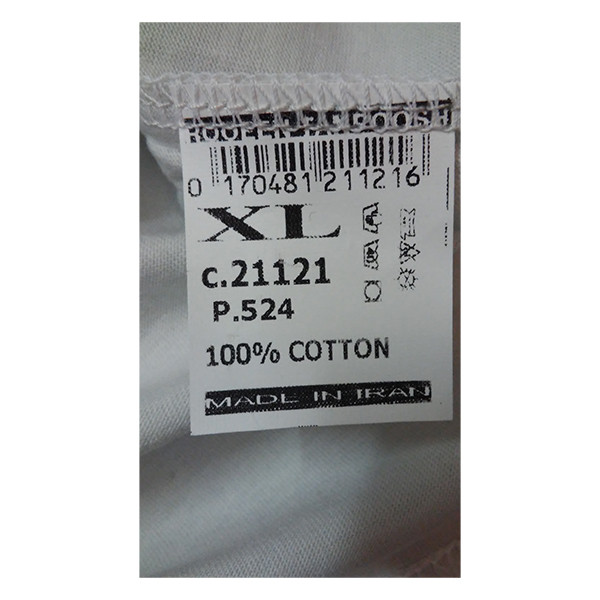 0 170481 211216
XL
c.21121
P.524
100% COTTON
MADE IN IRAN